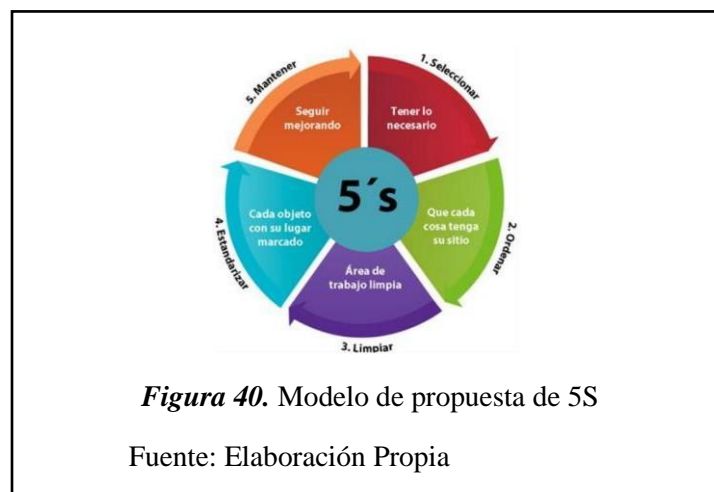 1. Seleccionar
Tener lo
necesario
2. Ordenar
Que cada
cosa tenga
su sitio
3. Limpiar
Área de
trabajo limpia
4. Estandarizar
Cada objeto
con su lugar
marcado
5. Mantener
Seguir
mejorando
5´s
Figura 40. Modelo de propuesta de 5S
Fuente: Elaboración Propia